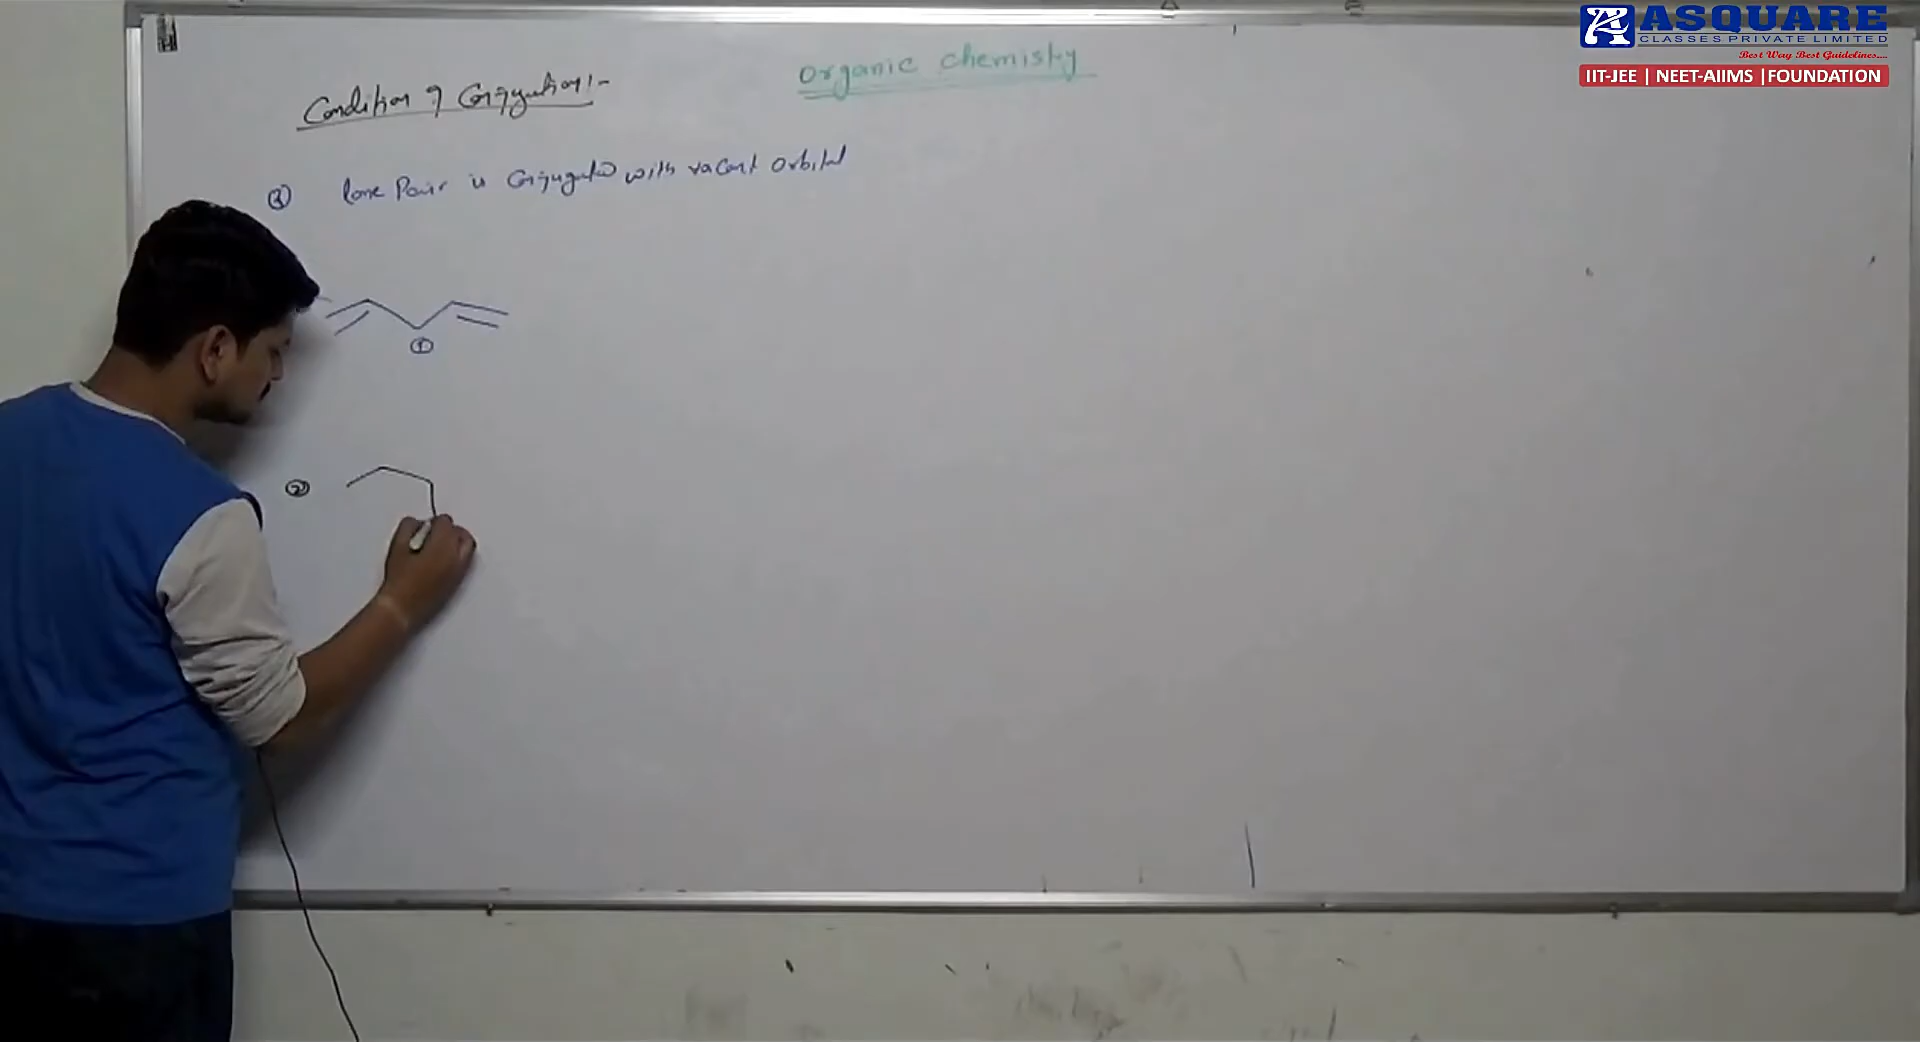 ASQUARE
CLASSES PRIVATE LIMITED
Best Way Best Guidelines....
IIT-JEE | NEET-AIIMS | FOUNDATION
Organic chemistry
Condition of Conjugation:-
lone Pair is Conjugated with vacant orbital
①
②